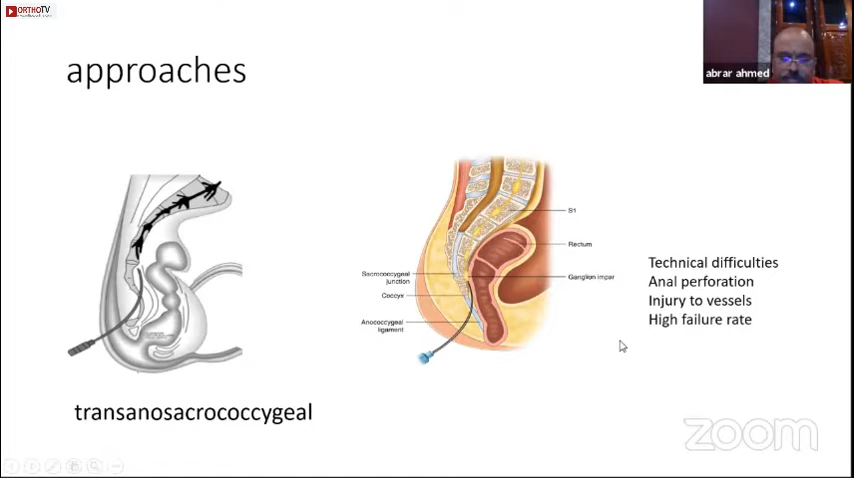 ORTHOTV
abrar ahmed
approaches
S1
Rectum
Sacrococcygeal
junction
Ganglion impar
Coccyx
Anococcygeal
ligament
Technical difficulties
Anal perforation
Injury to vessels
High failure rate
transanosacrococcygeal
zoom